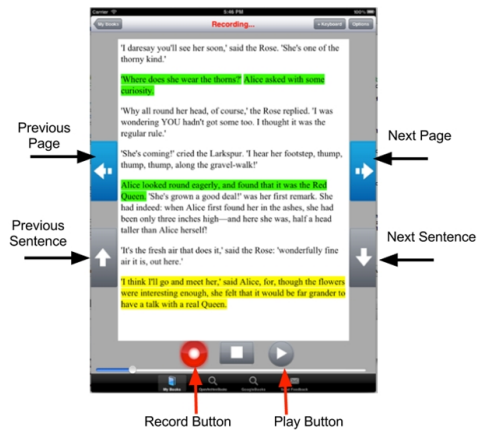 Carrier
5:46 PM
100%
My Books
Recording...
+ Keyboard
Options
'I daresay you'll see her soon,' said the Rose. 'She's one of the
thorny kind.'
'Where does she wear the thorns?' Alice asked with some
curiosity.
'Why all round her head, of course,' the Rose replied. 'I was
wondering YOU hadn't got some too. I thought it was the
regular rule.'
'She's coming!' cried the Larkspur. 'I hear her footstep, thump,
thump, thump, along the gravel-walk!'
Alice looked round eagerly, and found that it was the Red
Queen. 'She's grown a good deal!' was her first remark. She
had indeed: when Alice first found her in the ashes, she had
been only three inches high—and here she was, half a head
taller than Alice herself!
'It's the fresh air that does it,' said the Rose: 'wonderfully fine
air it is, out here.'
'I think I'll go and meet her,' said Alice, for, though the flowers
were interesting enough, she felt that it would be far grander to
have a talk with a real Queen.
Previous
Page
Next Page
Previous
Sentence
Next Sentence
My Books
Feedback
Record Button
Play Button